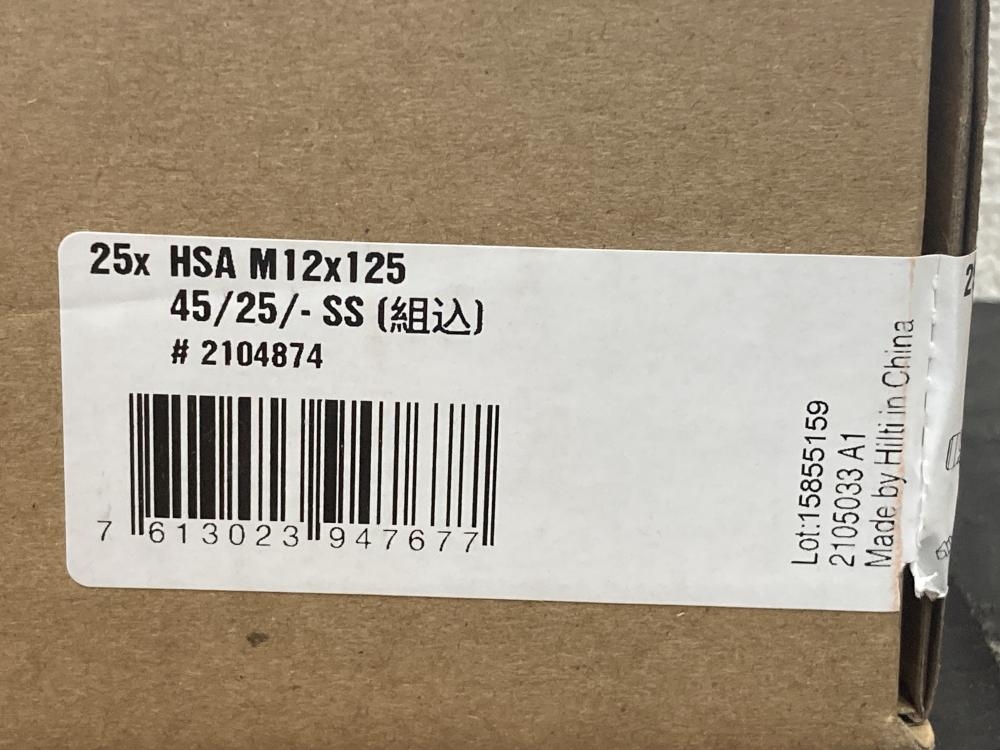 25x HSA M12x125
45/25/- SS (組込)
# 2104874
7 613023 947677
Lot:15855159
2105033 A1
Made by Hilti in China